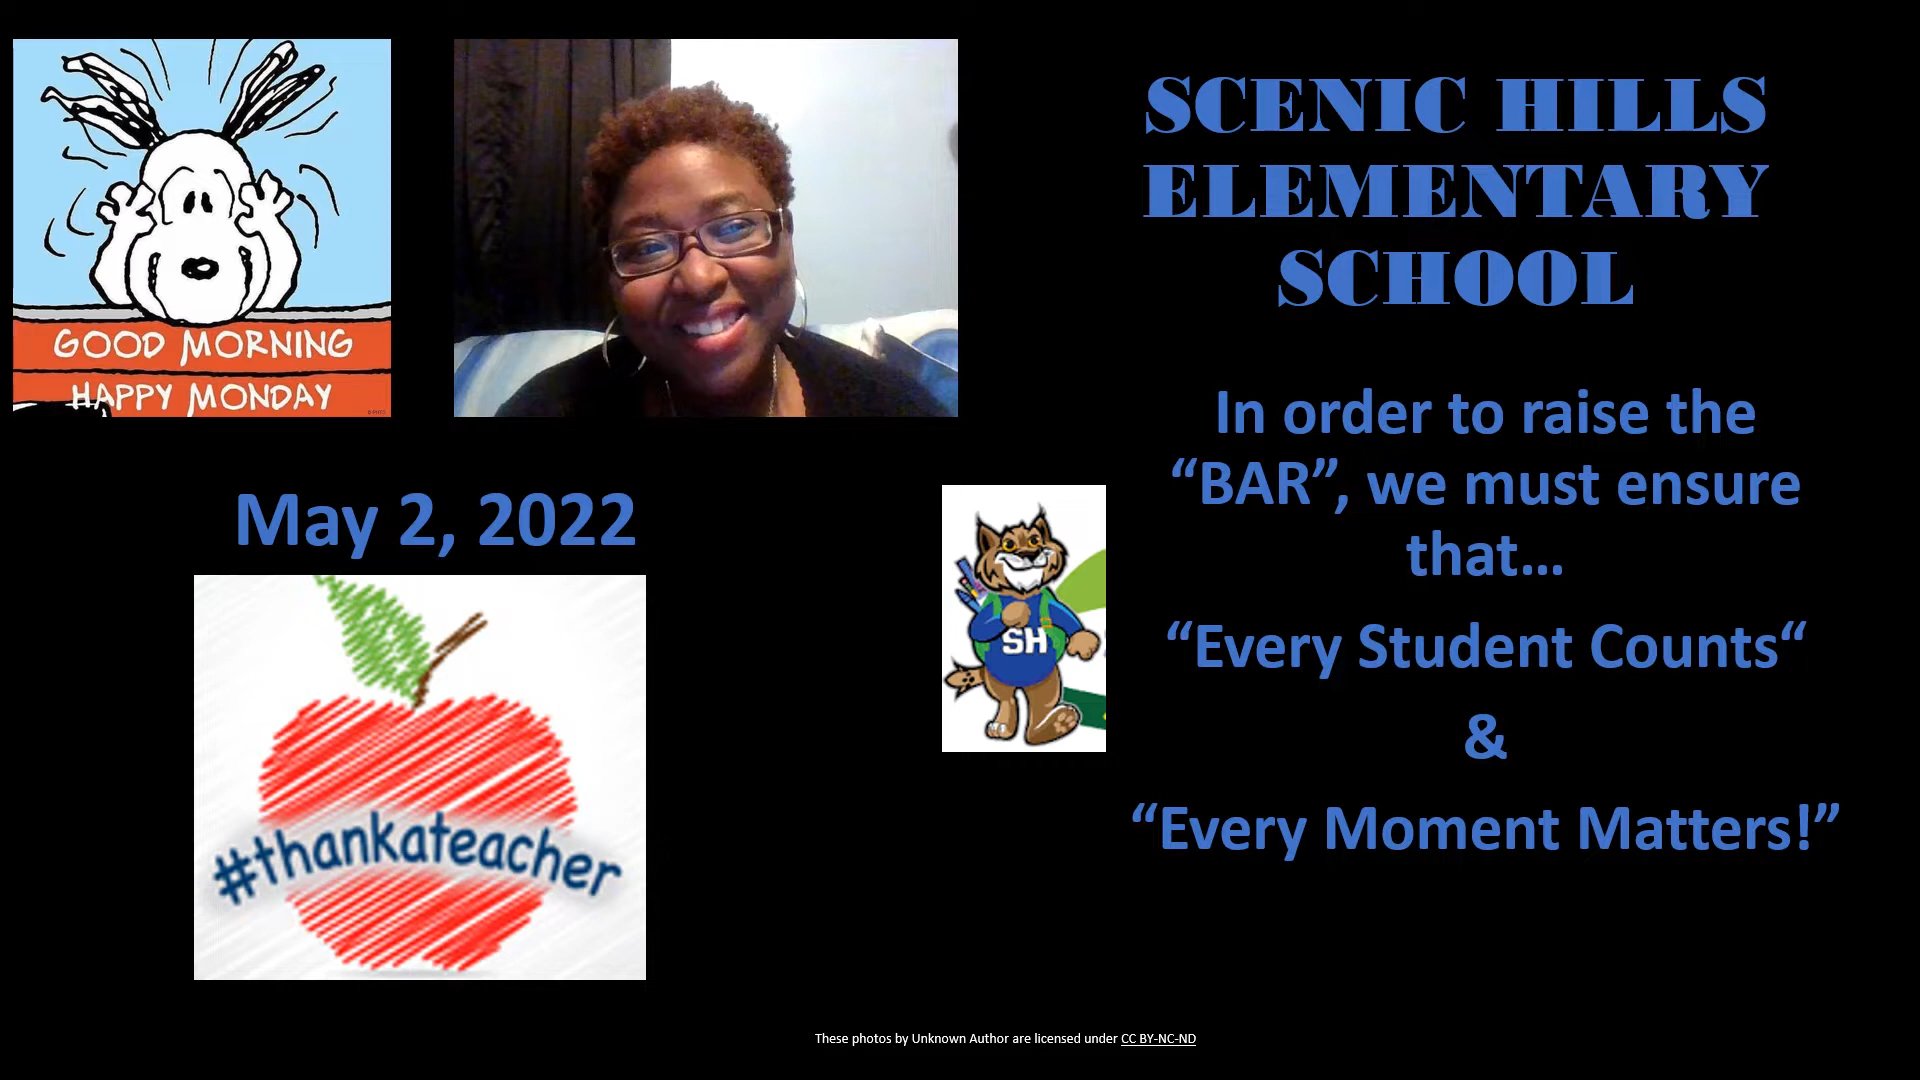 GOOD MORNING
HAPPY MONDAY
SCENIC HILLS
ELEMENTARY
SCHOOL
In order to raise the
“BAR”, we must ensure
that…
“Every Student Counts“
&
“Every Moment Matters!”
May 2, 2022
SH
#thankateacher
These photos by Unknown Author are licensed under CC BY-NC-ND